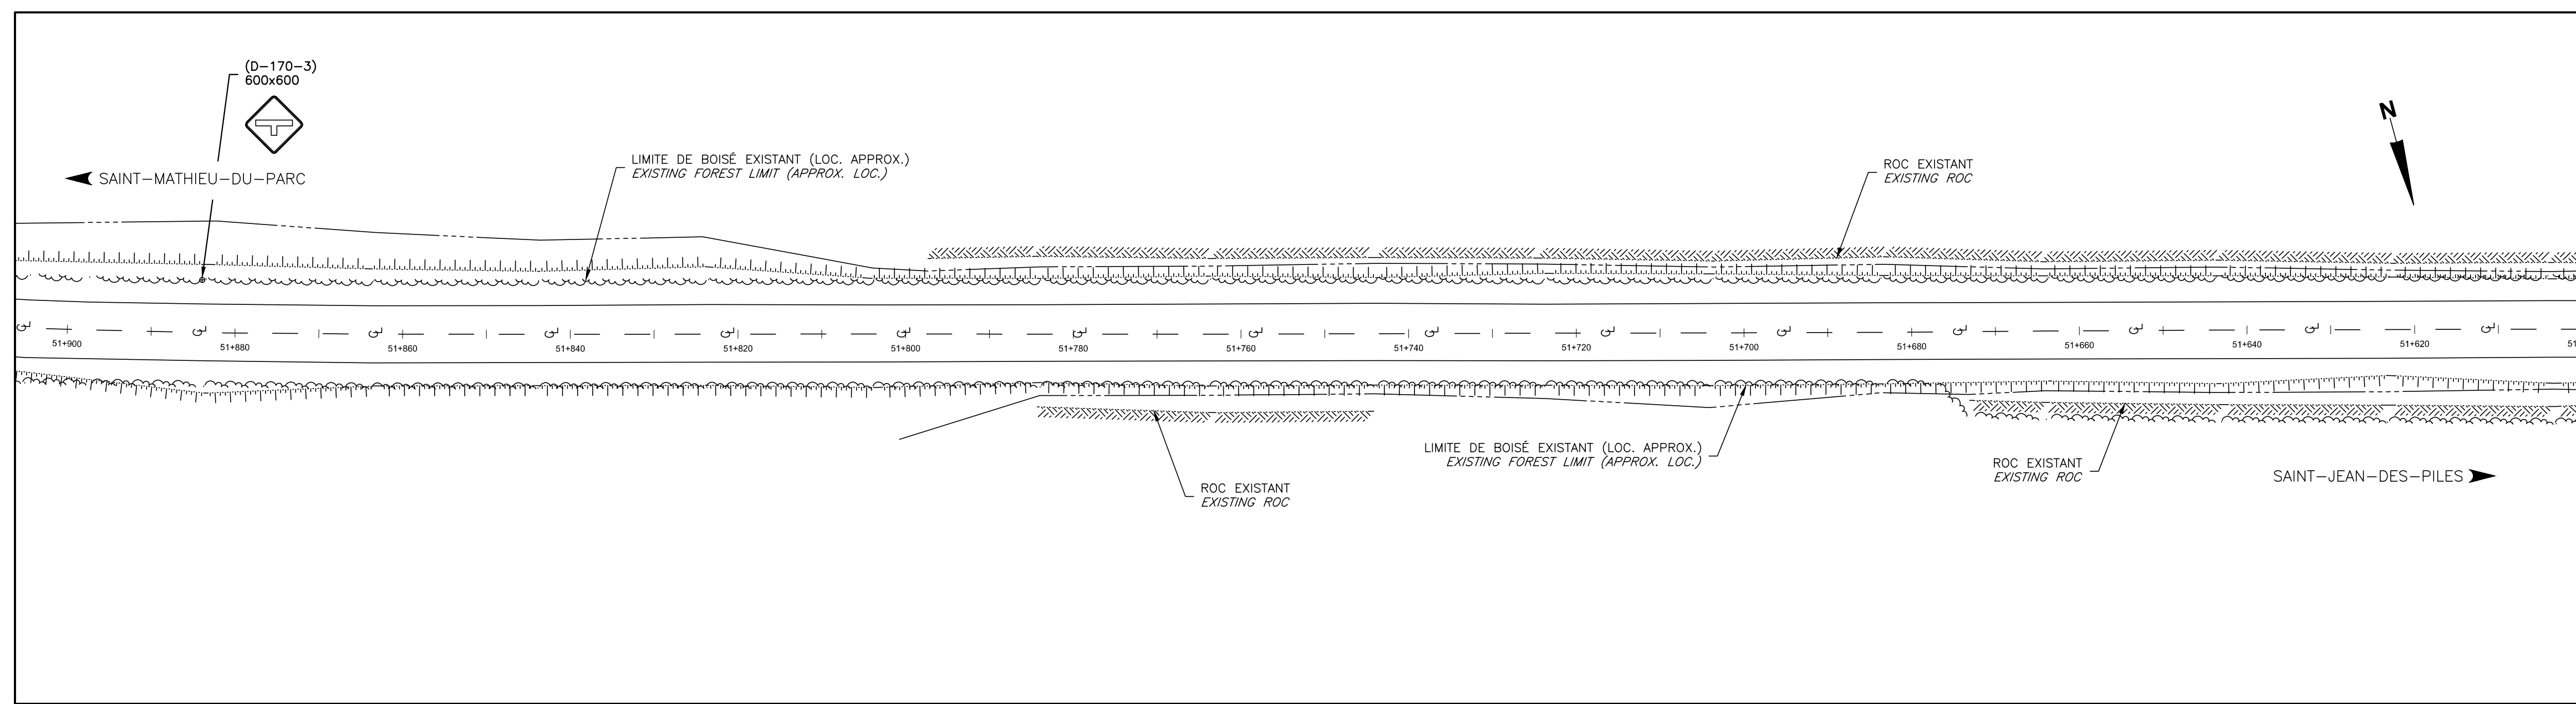 (D-170-3)
600x600
SAINT-MATHIEU-DU-PARC
LIMITE DE BOISÉ EXISTANT (LOC. APPROX.)
EXISTING FOREST LIMIT (APPROX. LOC.)
ROC EXISTANT
EXISTING ROC
N
51+900
51+880
51+860
51+840
51+820
51+800
51+780
51+760
51+740
51+720
51+700
51+680
51+660
51+640
51+620
LIMITE DE BOISÉ EXISTANT (LOC. APPROX.)
EXISTING FOREST LIMIT (APPROX. LOC.)
ROC EXISTANT
EXISTING ROC
ROC EXISTANT
EXISTING ROC
SAINT-JEAN-DES-PILES